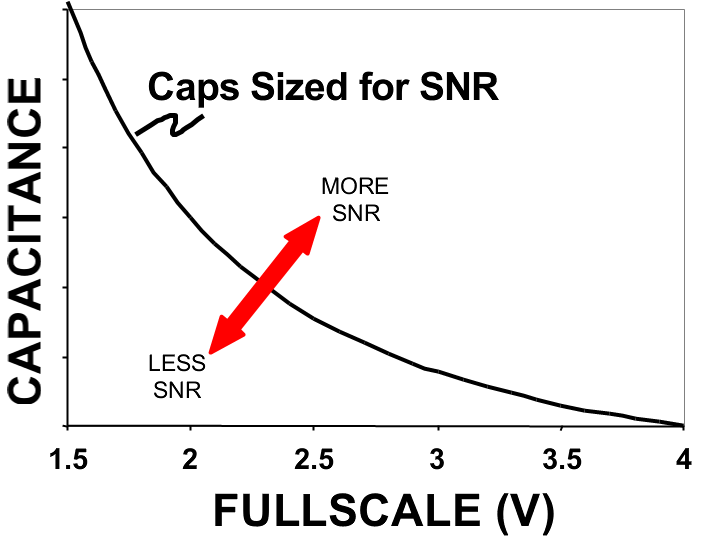 Caps Sized for SNR
MORE
SNR
LESS
SNR
CAPACITANCE
1.5 2 2.5 3 3.5 4
FULLSCALE (V)